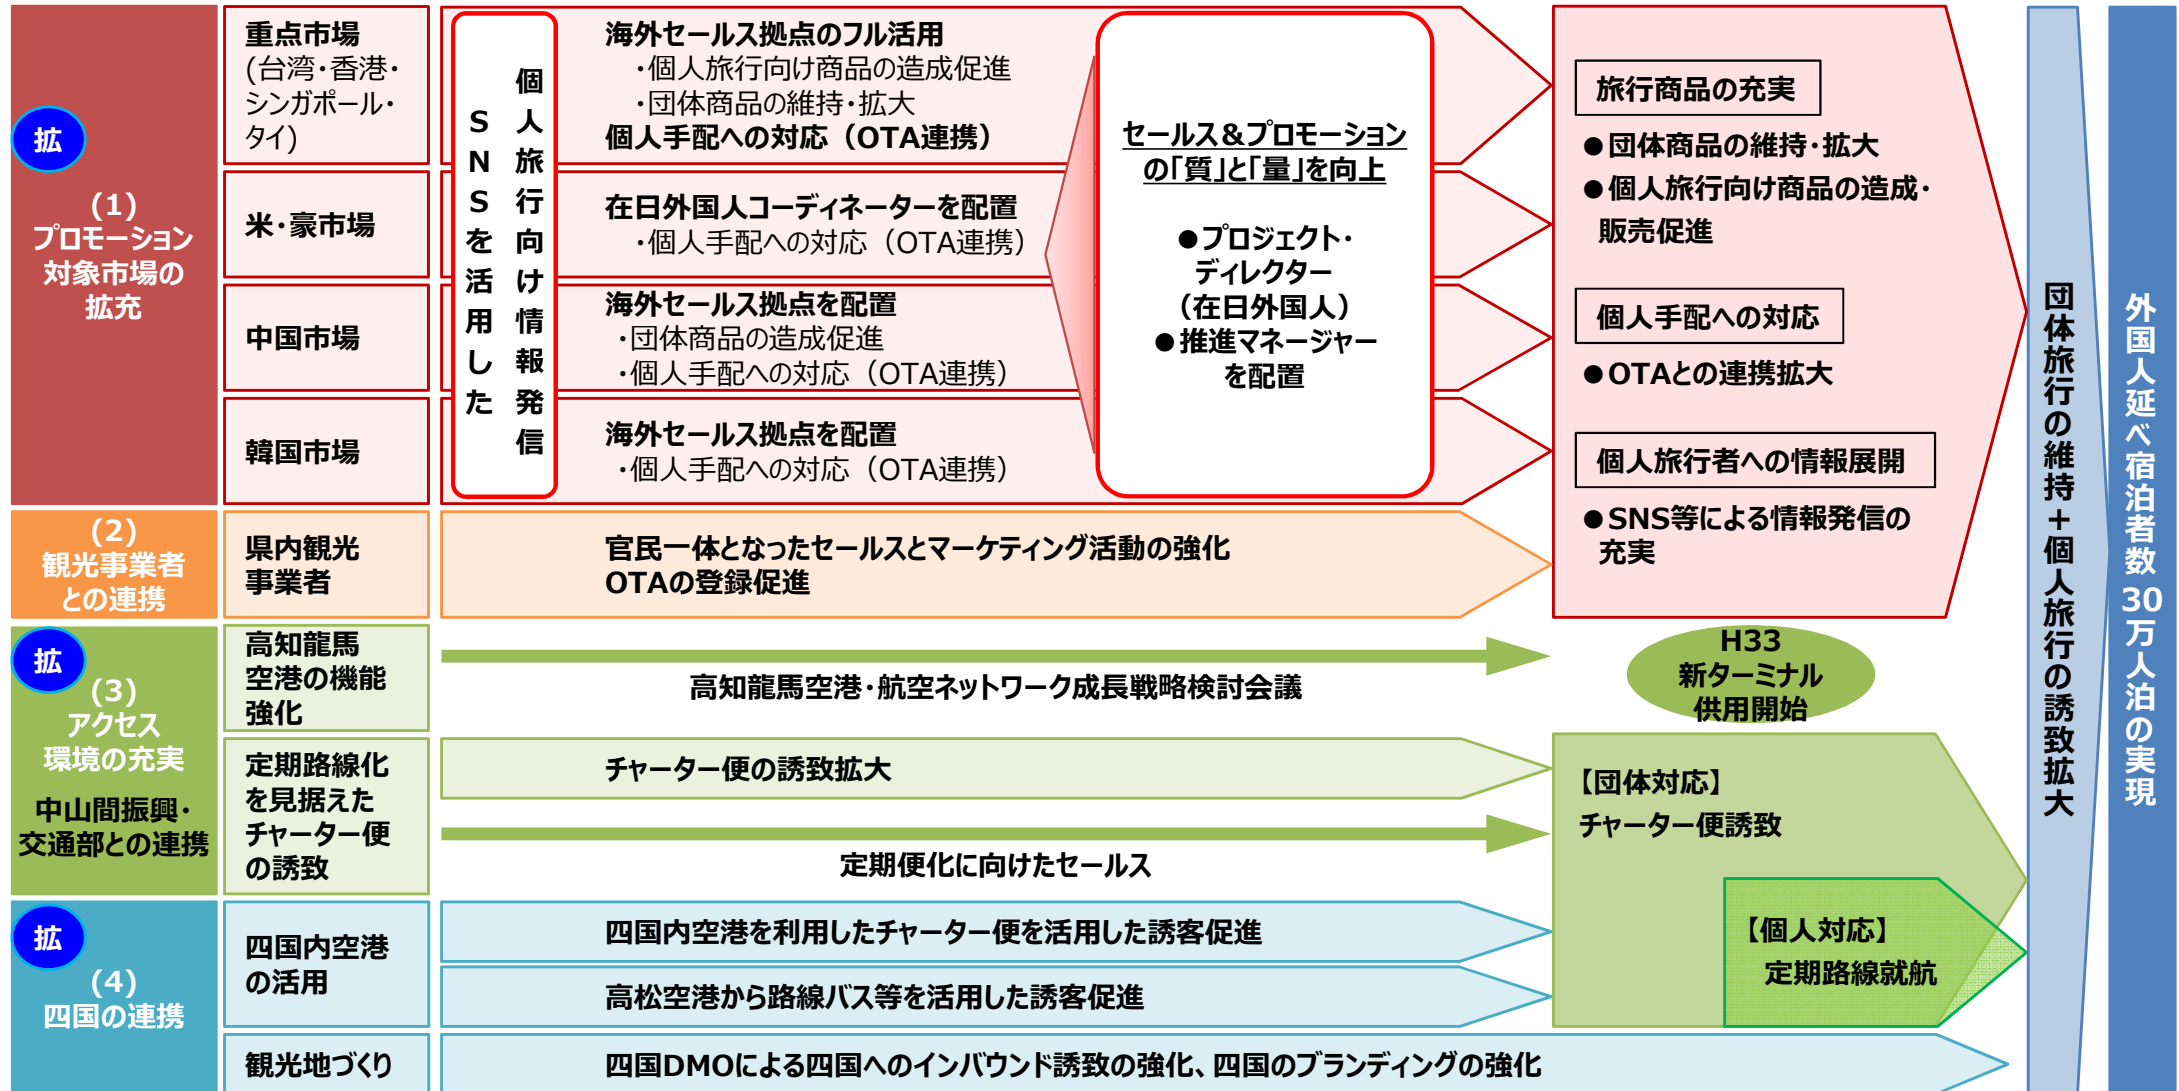 拡
(1)
プロモーション
対象市場の
拡充
重点市場
(台湾・香港・
シンガポール・
タイ)
米・豪市場
中国市場
韓国市場
個人旅行向け情報発信
SNSを活用した
海外セールス拠点のフル活用
・個人旅行向け商品の造成促進
・団体商品の維持・拡大
個人手配への対応（OTA連携）
在日外国人コーディネーターを配置
・個人手配への対応（OTA連携）
海外セールス拠点を配置
・団体商品の造成促進
・個人手配への対応（OTA連携）
海外セールス拠点を配置
・個人手配への対応（OTA連携）
セールス＆プロモーション
の「質」と「量」を向上
●プロジェクト・
ディレクター
（在日外国人）
●推進マネージャー
を配置
旅行商品の充実
●団体商品の維持・拡大
●個人旅行向け商品の造成・
販売促進
個人手配への対応
●OTAとの連携拡大
個人旅行者への情報展開
●SNS等による情報発信の
充実
(2)
観光事業者
との連携
県内観光
事業者
官民一体となったセールスとマーケティング活動の強化
OTAの登録促進
拡
(3)
アクセス
環境の充実
中山間振興・
交通部との連携
高知龍馬
空港の機能
強化
高知龍馬空港・航空ネットワーク成長戦略検討会議
H33
新ターミナル
供用開始
定期路線化
を見据えた
チャーター便
の誘致
チャーター便の誘致拡大
定期便化に向けたセールス
【団体対応】
チャーター便誘致
【個人対応】
定期路線就航
拡
(4)
四国の連携
四国内空港
の活用
四国内空港を利用したチャーター便を活用した誘客促進
高松空港から路線バス等を活用した誘客促進
観光地づくり
四国DMOによる四国へのインバウンド誘致の強化、四国のブランディングの強化
団体旅行の維持＋個人旅行の誘致拡大
外国人延べ宿泊者数30万人泊の実現